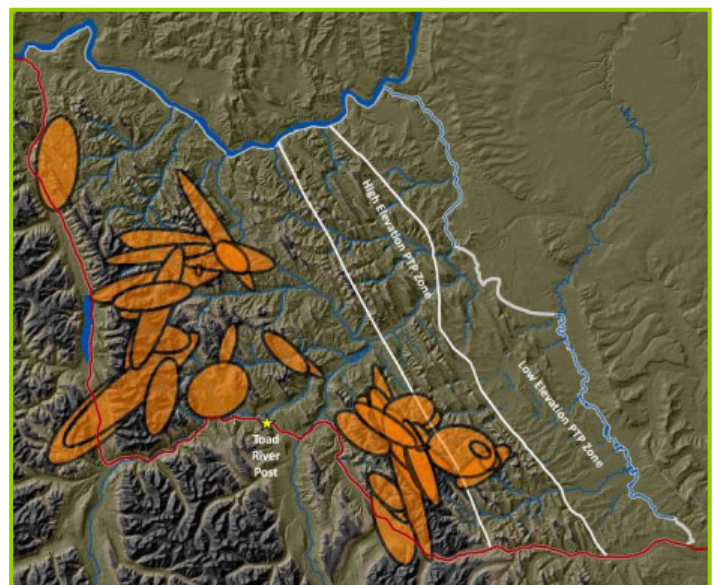 High Elevation PTP Zone
Low Elevation PTP Zone
Toad
River
Post